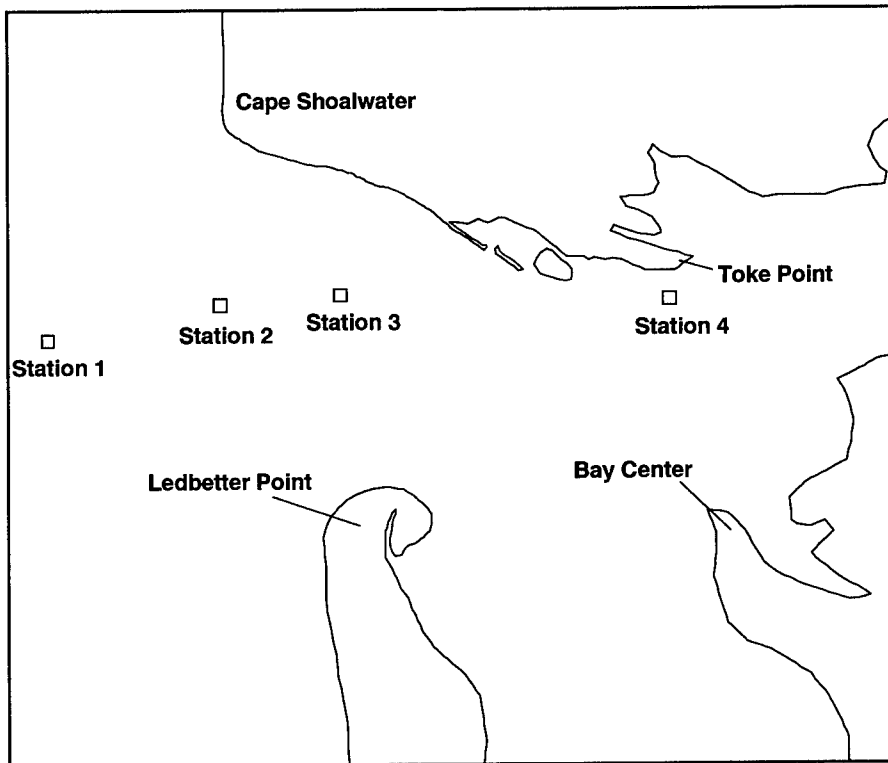 Cape Shoalwater
Toke Point
Station 3
Station 4
Station 2
Station 1
Bay Center
Ledbetter Point